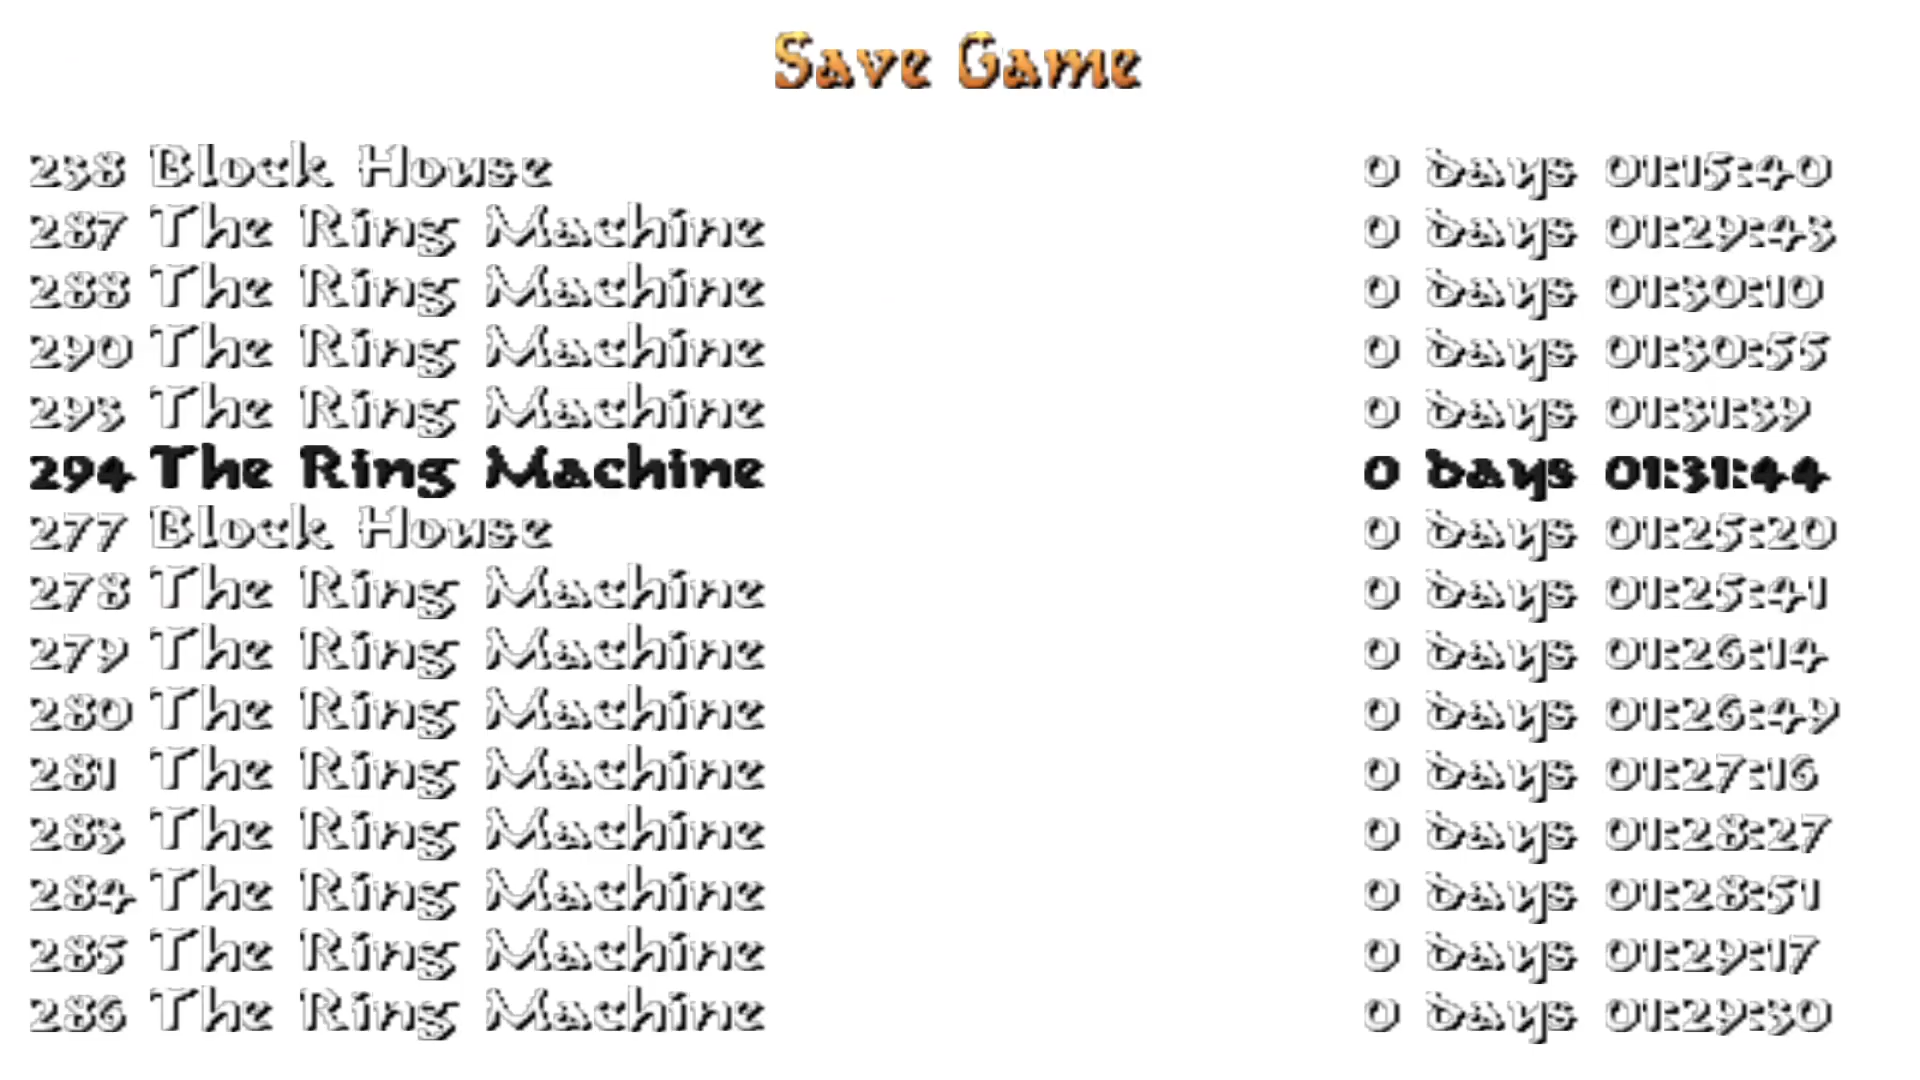 Save Game
238 Block House 0 days 01:15:40
287 The Ring Machine 0 days 01:29:43
288 The Ring Machine 0 days 01:30:10
290 The Ring Machine 0 days 01:30:55
293 The Ring Machine 0 days 01:31:39
294 The Ring Machine 0 days 01:31:44
277 Block House 0 days 01:25:20
278 The Ring Machine 0 days 01:25:41
279 The Ring Machine 0 days 01:26:14
280 The Ring Machine 0 days 01:26:49
281 The Ring Machine 0 days 01:27:16
283 The Ring Machine 0 days 01:28:27
284 The Ring Machine 0 days 01:28:51
285 The Ring Machine 0 days 01:29:17
286 The Ring Machine 0 days 01:29:30